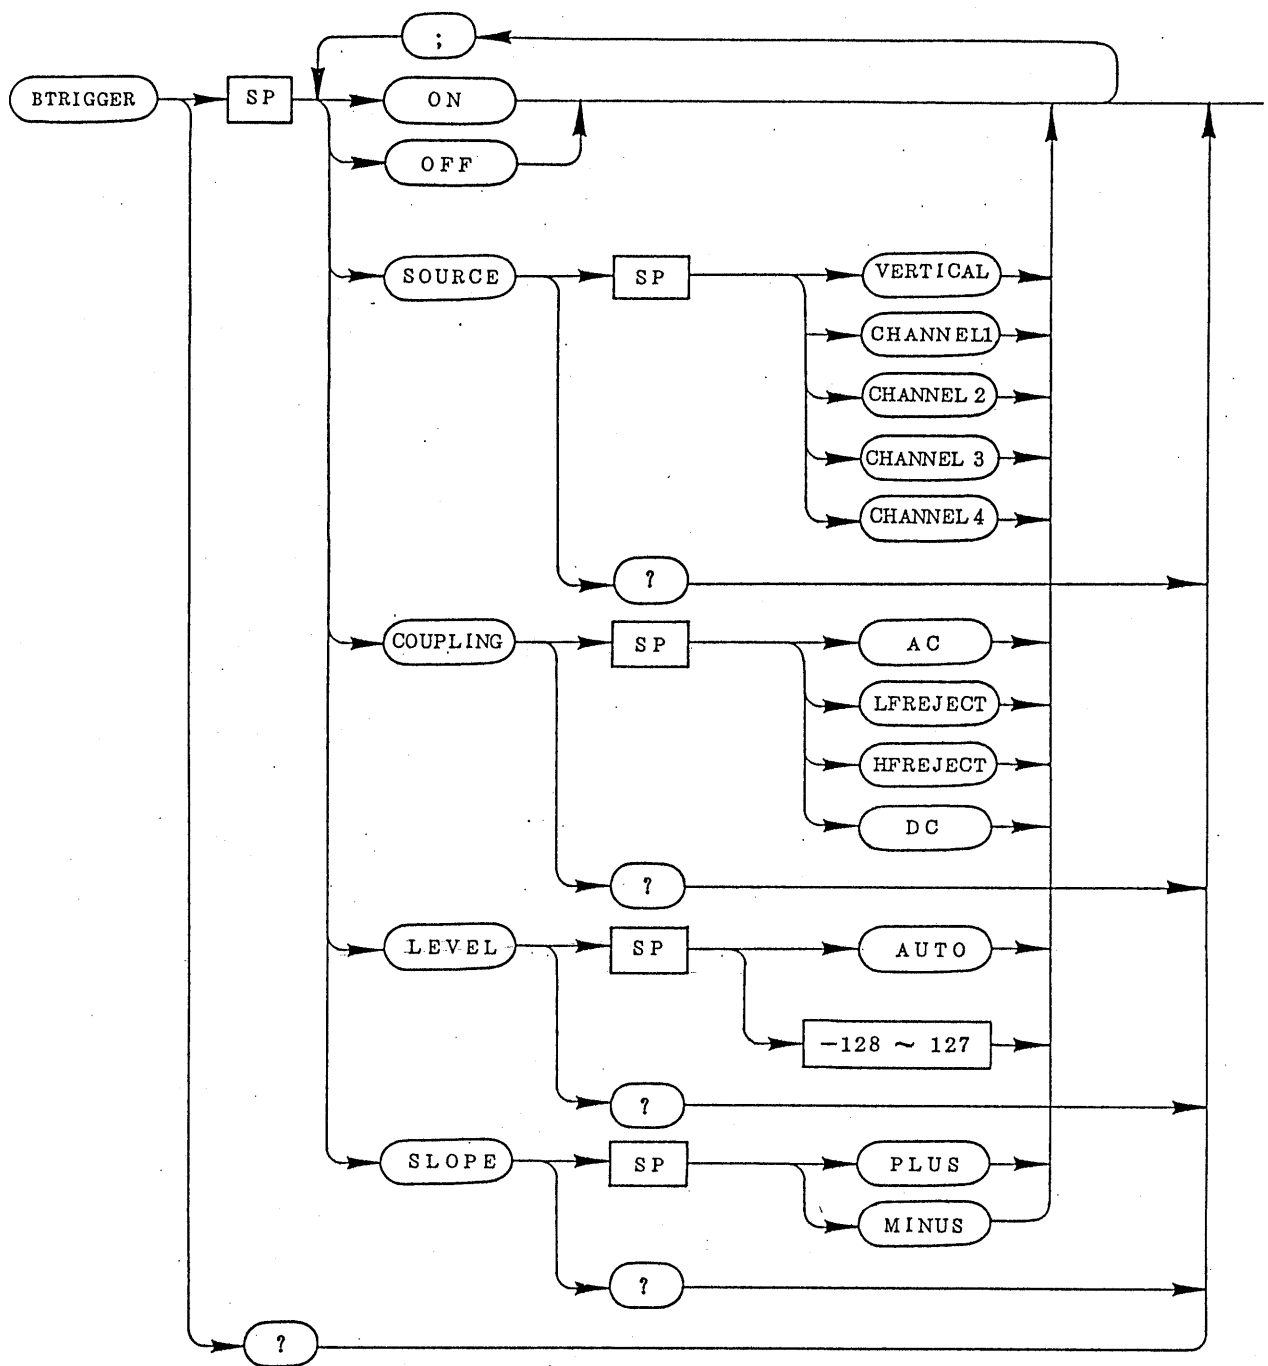 ;
BTRIGGER SP ON
OFF
SOURCE SP VERTICAL
CHANNEL1
CHANNEL 2
CHANNEL 3
CHANNEL 4
?
COUPLING SP AC
LFREJECT
HFREJECT
DC
?
LEVEL SP AUTO
-128 ~ 127
?
SLOPE SP PLUS
MINUS
?
?